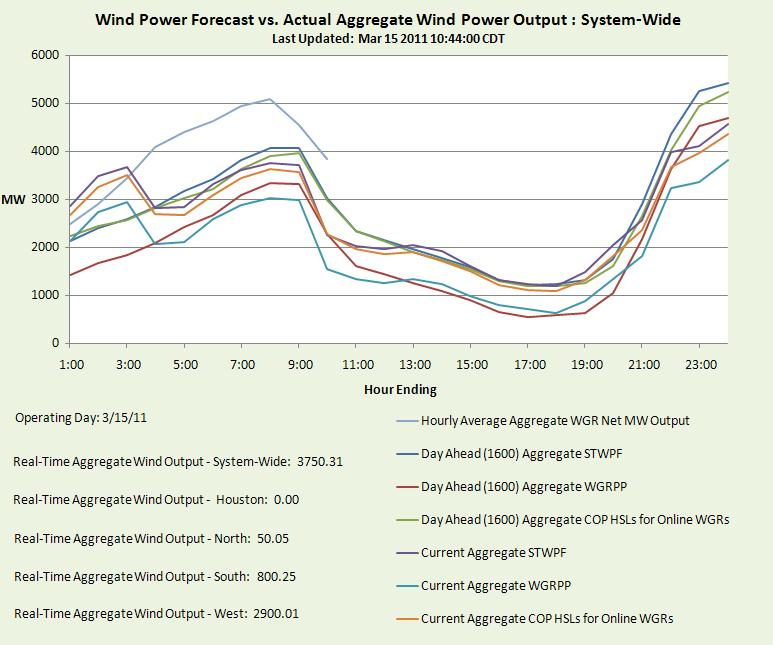 Wind Power Forecast vs. Actual Aggregate Wind Power Output : System-Wide
Last Updated: Mar 15 2011 10:44:00 CDT
6000
5000
4000
MW
3000
2000
1000
0
1:00 3:00 5:00 7:00 9:00 11:00 13:00 15:00 17:00 19:00 21:00 23:00
Hour Ending
Operating Day: 3/15/11
Real-Time Aggregate Wind Output - System-Wide: 3750.31
Real-Time Aggregate Wind Output - Houston: 0.00
Real-Time Aggregate Wind Output - North: 50.05
Real-Time Aggregate Wind Output - South: 800.25
Real-Time Aggregate Wind Output - West: 2900.01
Hourly Average Aggregate WGR Net MW Output
Day Ahead (1600) Aggregate STWPF
Day Ahead (1600) Aggregate WGRPP
Day Ahead (1600) Aggregate COP HSLs for Online WGRs
Current Aggregate STWPF
Current Aggregate WGRPP
Current Aggregate COP HSLs for Online WGRs